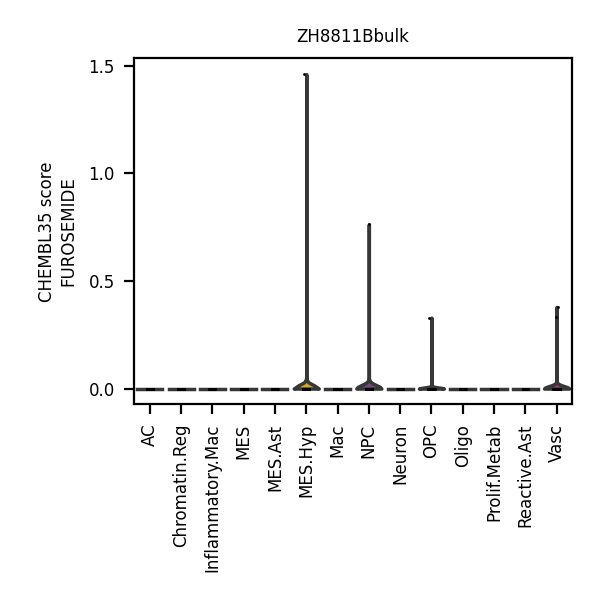 ZH8811Bbulk
CHEMBL35 score
FUROSEMIDE
1.5
1.0
0.5
0.0
AC
Chromatin.Reg
Inflammatory.Mac
MES
MES.Ast
MES.Hyp
Mac
NPC
Neuron
OPC
Oligo
Prolif.Metab
Reactive.Ast
Vasc